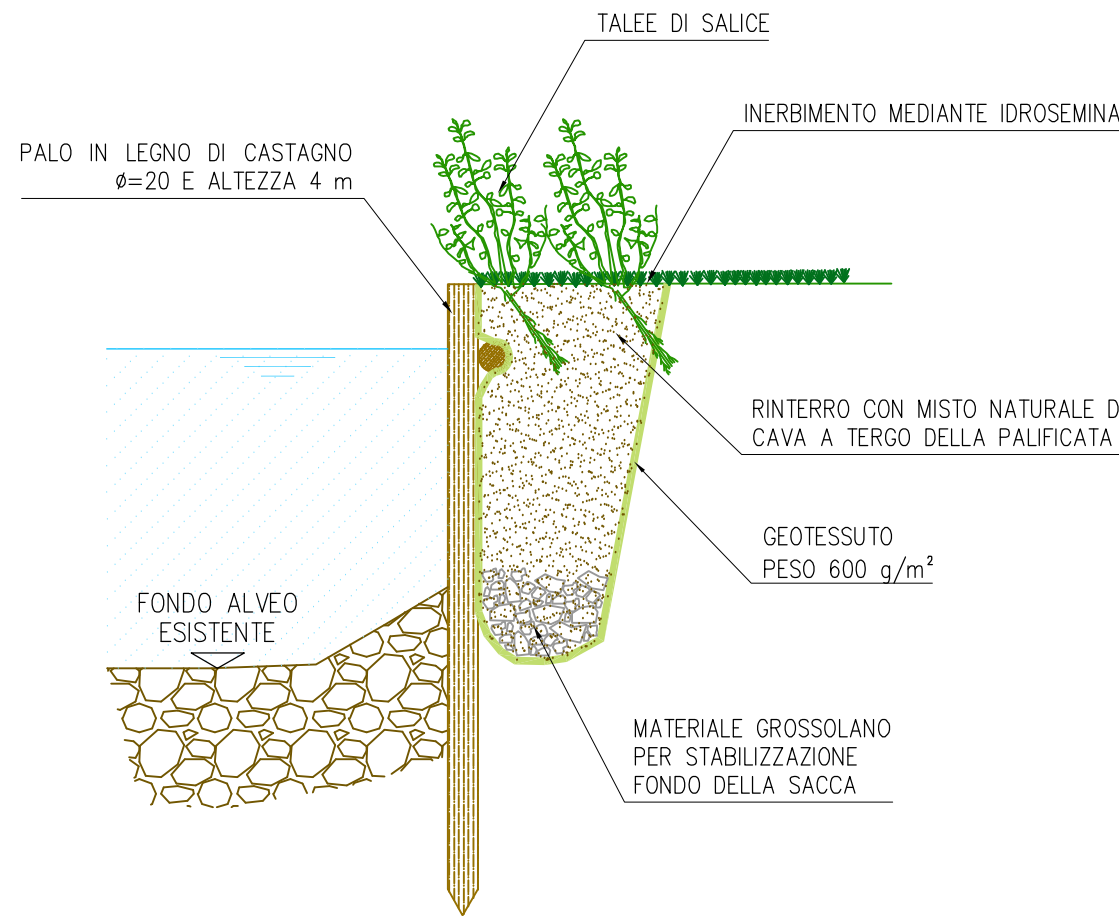 TALEE DI SALICE
INERBIMENTO MEDIANTE IDROSEMINA
PALO IN LEGNO DI CASTAGNO
ø=20 E ALTEZZA 4 m
RINTERRO CON MISTO NATURALE D
CAVA A TERGO DELLA PALIFICATA
GEOTESSUTO
PESO 600 g/m²
FONDO ALVEO
ESISTENTE
MATERIALE GROSSOLANO
PER STABILIZZAZIONE
FONDO DELLA SACCA